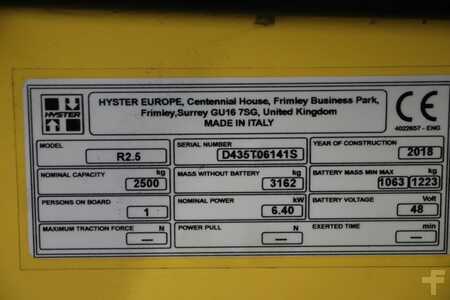 HYSTER
HYSTER EUROPE, Centennial House, Frimley Business Park,
Frimley,Surrey GU16 7SG, United Kingdom
MADE IN ITALY
CE
4022657 - ENG
MODEL R2.5 SERIAL NUMBER D435T06141S YEAR OF CONSTRUCTION 2018
NOMINAL CAPACITY kg 2500 MASS WITHOUT BATTERY kg 3162 BATTERY MASS MIN MAX kg 1063 1223
PERSONS ON BOARD 1 NOMINAL POWER kW 6.40 BATTERY VOLTAGE Volt 48
MAXIMUM TRACTION FORCE N — POWER PULL N — EXERTED TIME min —
© Forkliftcenter